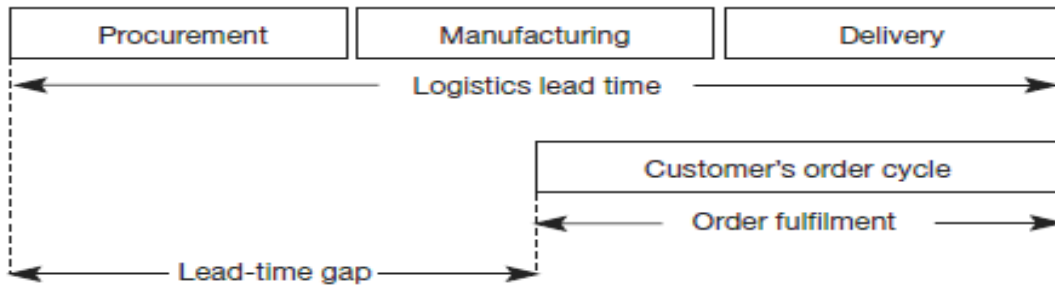 Procurement Manufacturing Delivery
Logistics lead time
Customer's order cycle
Order fulfilment
Lead-time gap